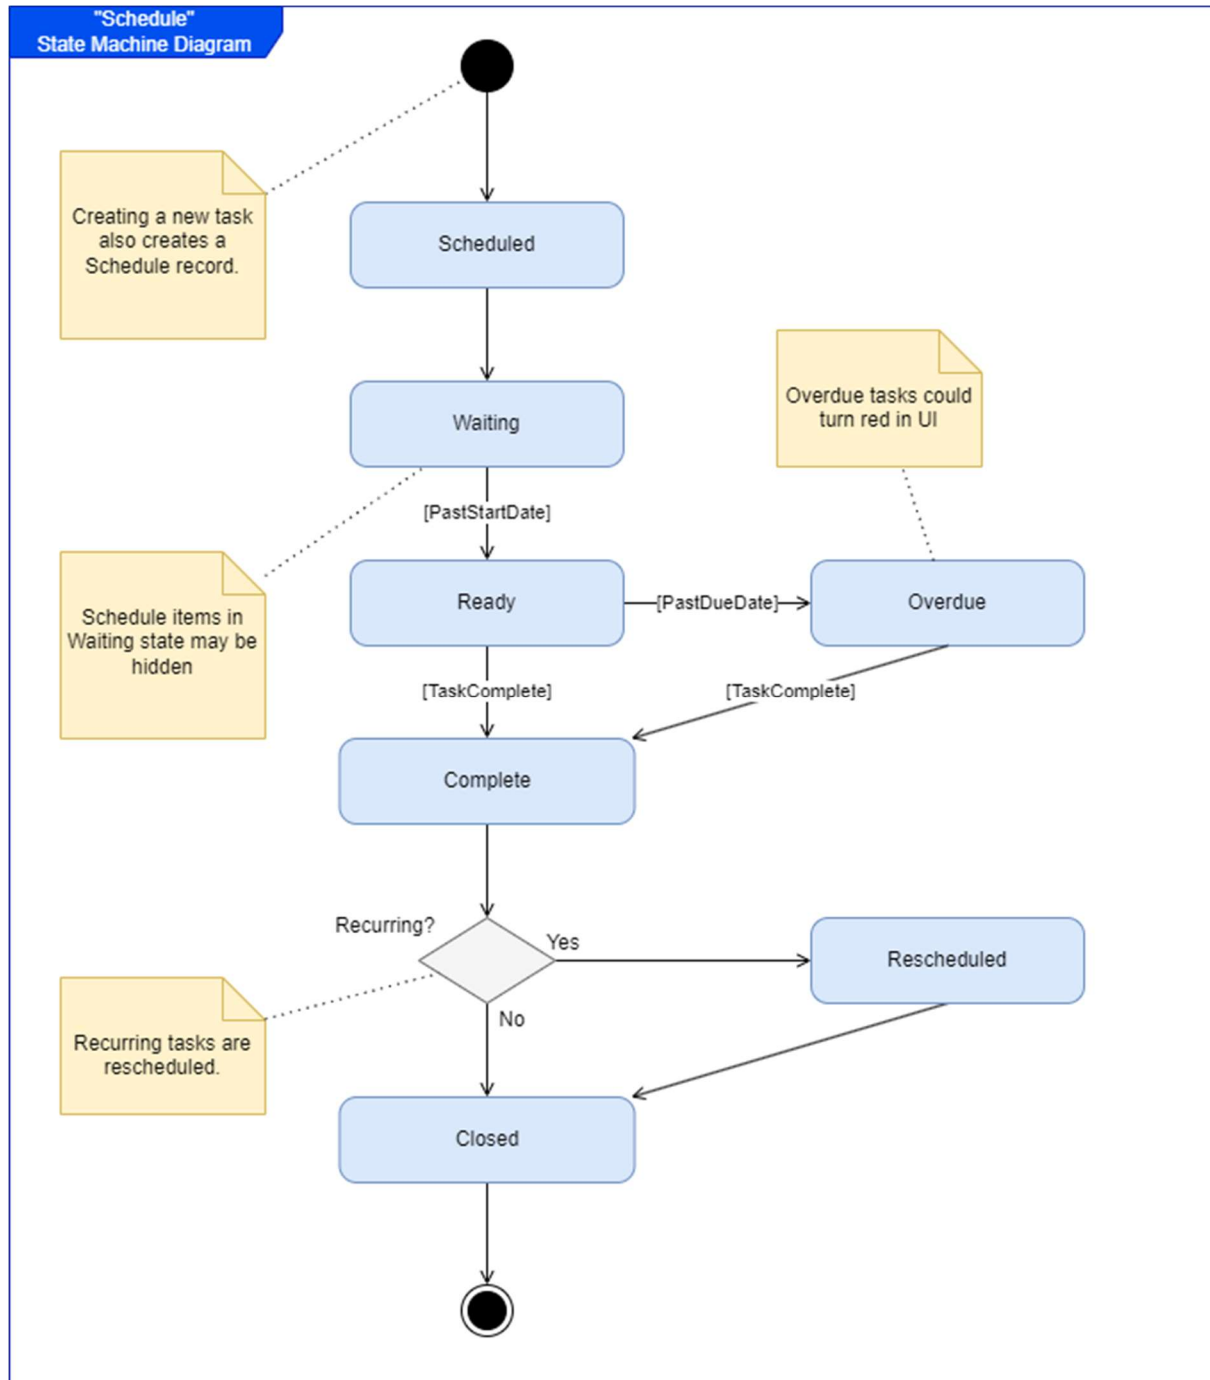 "Schedule"
State Machine Diagram
Creating a new task
also creates a
Schedule record.
Scheduled
Waiting
Overdue tasks could
turn red in UI
[PastStartDate]
Schedule items in
Waiting state may be
hidden
Ready
[PastDueDate]
Overdue
[TaskComplete]
[TaskComplete]
Complete
Recurring?
Yes
Rescheduled
No
Recurring tasks are
rescheduled.
Closed